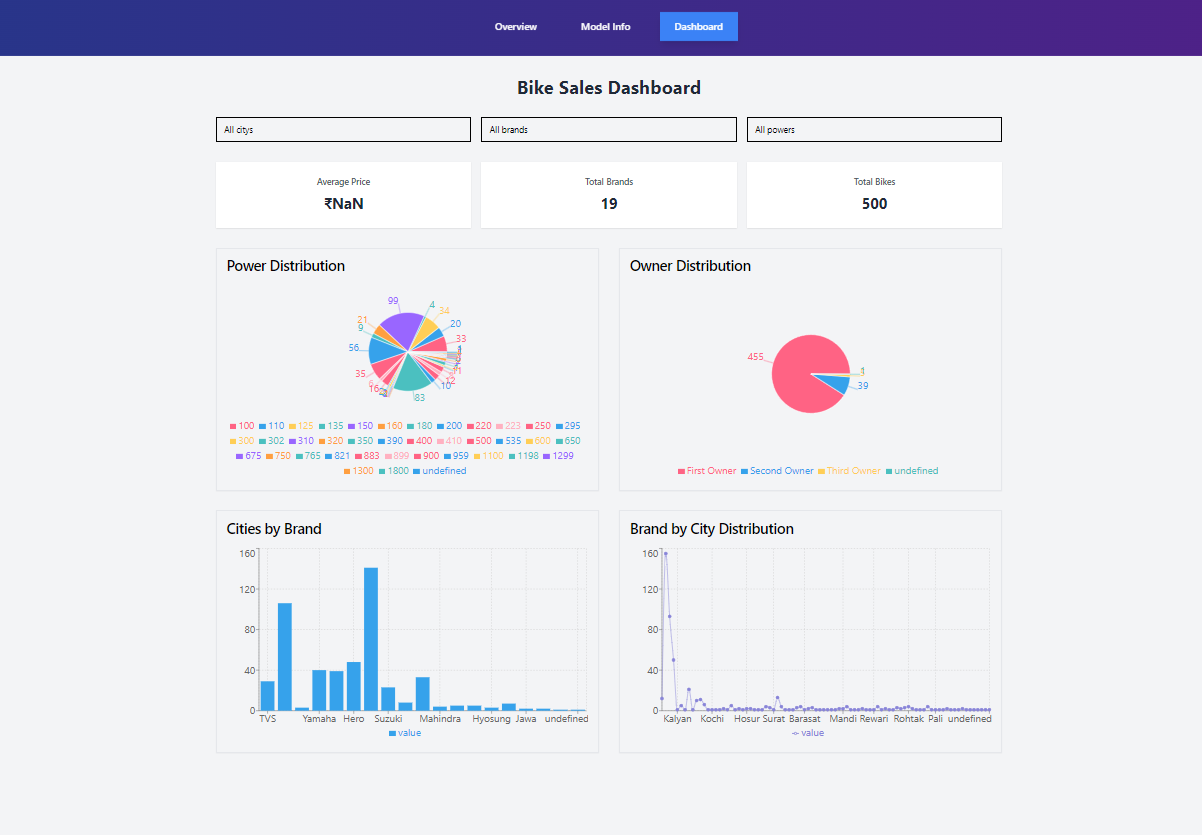 Overview Model Info Dashboard
Bike Sales Dashboard
All citys All brands All powers
Average Price Total Brands Total Bikes
₹NaN 19 500
Power Distribution
99
4
34
20
33
21
9
56
35
16
83
10
12
11
100 110 125 135 150 160 180 200 220 223 250 295
300 302 310 320 350 390 400 410 500 535 600 650
675 750 765 821 883 899 900 959 1100 1198 1299
1300 1800 undefined
Owner Distribution
455
1
39
First Owner Second Owner Third Owner undefined
Cities by Brand
160
120
80
40
0
TVS Yamaha Hero Suzuki Mahindra Hyosung Jawa undefined
value
Brand by City Distribution
160
120
80
40
0
Kalyan Kochi Hosur Surat Barasat Mandi Rewari Rohtak Pali undefined
value